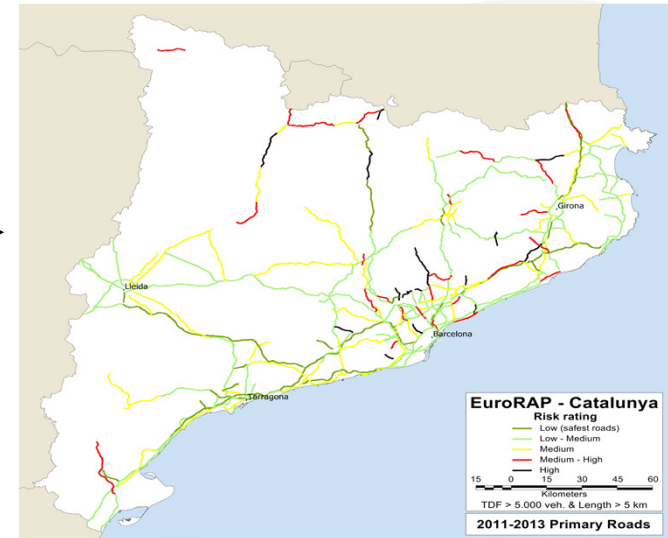 Girona
Lleida
Barcelona
Tarragona
EuroRAP - Catalunya
Risk rating
Low (safest roads)
Low - Medium
Medium
Medium - High
High
15 0 15 30 45 60
Kilometers
TDF > 5.000 veh. & Length > 5 km
2011-2013 Primary Roads